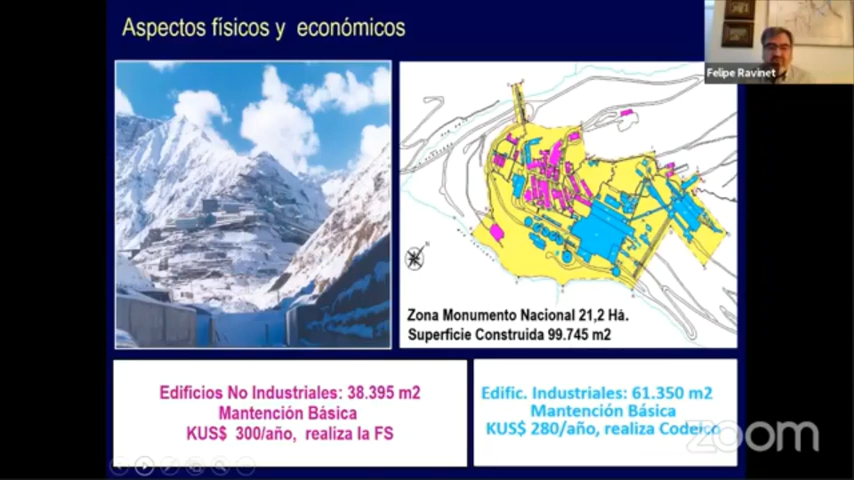 Aspectos físicos y económicos
Felipe Ravinet
N
Zona Monumento Nacional 21,2 Há.
Superficie Construida 99.745 m2
Edificios No Industriales: 38.395 m2
Mantención Básica
KUS$ 300/año, realiza la FS
Edific. Industriales: 61.350 m2
Mantención Básica
KUS$ 280/año, realiza Codelco
zoom